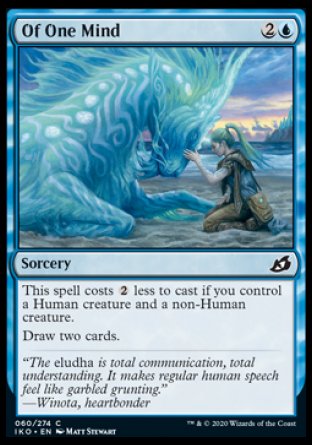 Of One Mind 2
Sorcery
This spell costs 2 less to cast if you control
a Human creature and a non-Human
creature.
Draw two cards.
"The eludha is total communication, total
understanding. It makes regular human speech
feel like garbled grunting."
—Winota, heartbonder
060/274 C
IKO • EN Matt Stewart
™ & © 2020 Wizards of the Coast